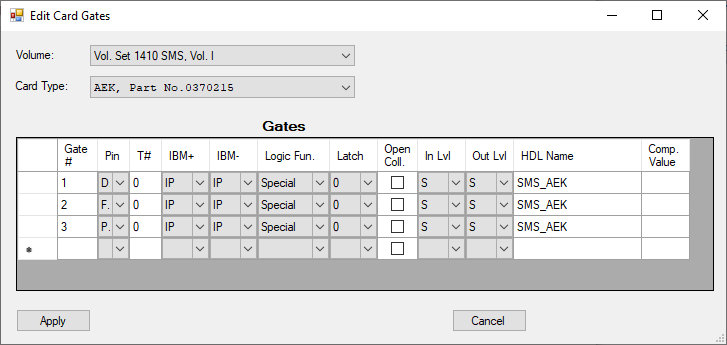 Edit Card Gates
Volume: Vol. Set 1410 SMS, Vol. I
Card Type: AEK, Part No.0370215
Gates
Gate # Pin T# IBM+ IBM- Logic Fun. Latch Open Coll. In Lvl Out Lvl HDL Name Comp. Value
1 D 0 IP IP Special 0 S S SMS_AEK
2 F. 0 IP IP Special 0 S S SMS_AEK
3 P. 0 IP IP Special 0 S S SMS_AEK
*
Apply Cancel